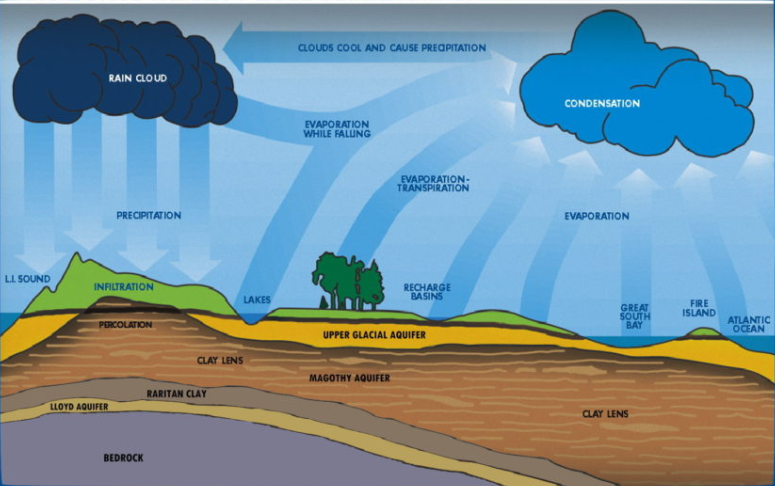 CLOUDS COOL AND CAUSE PRECIPITATION
RAIN CLOUD
CONDENSATION
EVAPORATION
WHILE FALLING
EVAPORATION-
TRANSPIRATION
PRECIPITATION
EVAPORATION
L.I. SOUND
INFILTRATION
LAKES
RECHARGE
BASINS
GREAT
SOUTH
BAY
FIRE
ISLAND
ATLANTIC
OCEAN
PERCOLATION
UPPER GLACIAL AQUIFER
CLAY LENS
MAGOTHY AQUIFER
RARITAN CLAY
LLOYD AQUIFER
CLAY LENS
BEDROCK